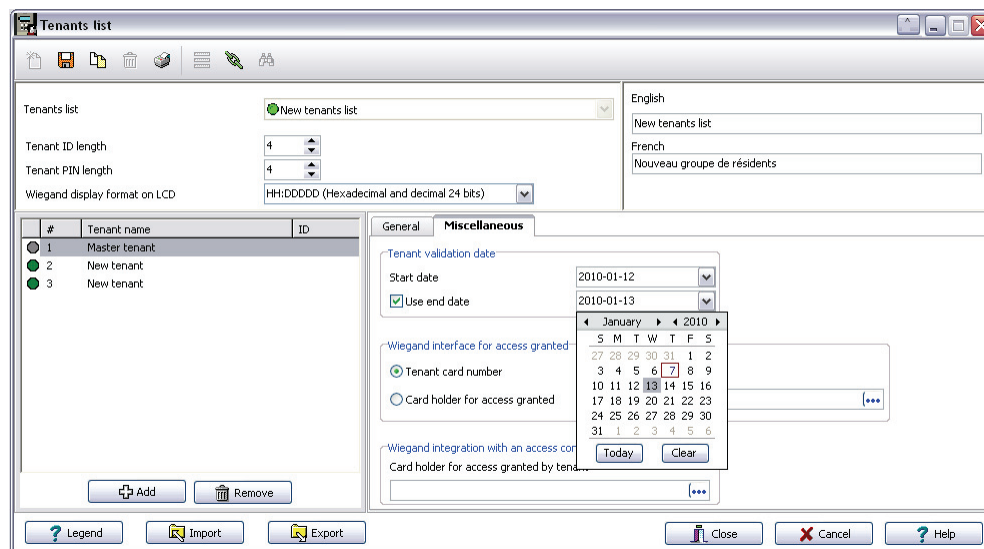 Tenants list
Tenants list
New tenants list
Tenant ID length
4
Tenant PIN length
4
Wiegand display format on LCD
HH:DDDDD (Hexadecimal and decimal 24 bits)
English
New tenants list
French
Nouveau groupe de résidents
# Tenant name ID
1 Master tenant
2 New tenant
3 New tenant
Add
Remove
General Miscellaneous
Tenant validation date
Start date
2010-01-12
Use end date
2010-01-13
January 2010
S M T W T F S
27 28 29 30 31 1 2
3 4 5 6 7 8 9
10 11 12 13 14 15 16
17 18 19 20 21 22 23
24 25 26 27 28 29 30
31 1 2 3 4 5 6
Today Clear
Wiegand interface for access granted
Tenant card number
Card holder for access granted
Wiegand integration with an access con
Card holder for access granted by tenant
Legend Import Export Close Cancel Help